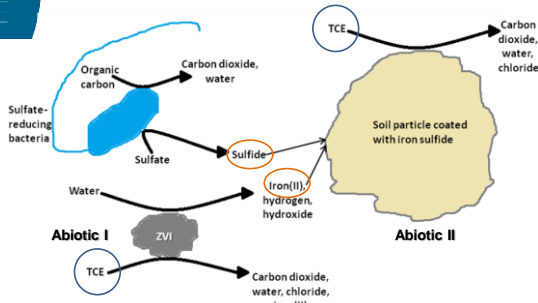 TCE
Carbon
dioxide,
water,
chloride
Organic
carbon
Carbon dioxide,
water
Sulfate-
reducing
bacteria
Sulfate
Sulfide
Soil particle coated
with iron sulfide
Water
Iron(II),
hydrogen,
hydroxide
Abiotic I
ZVI
Abiotic II
TCE
Carbon dioxide,
water, chloride,